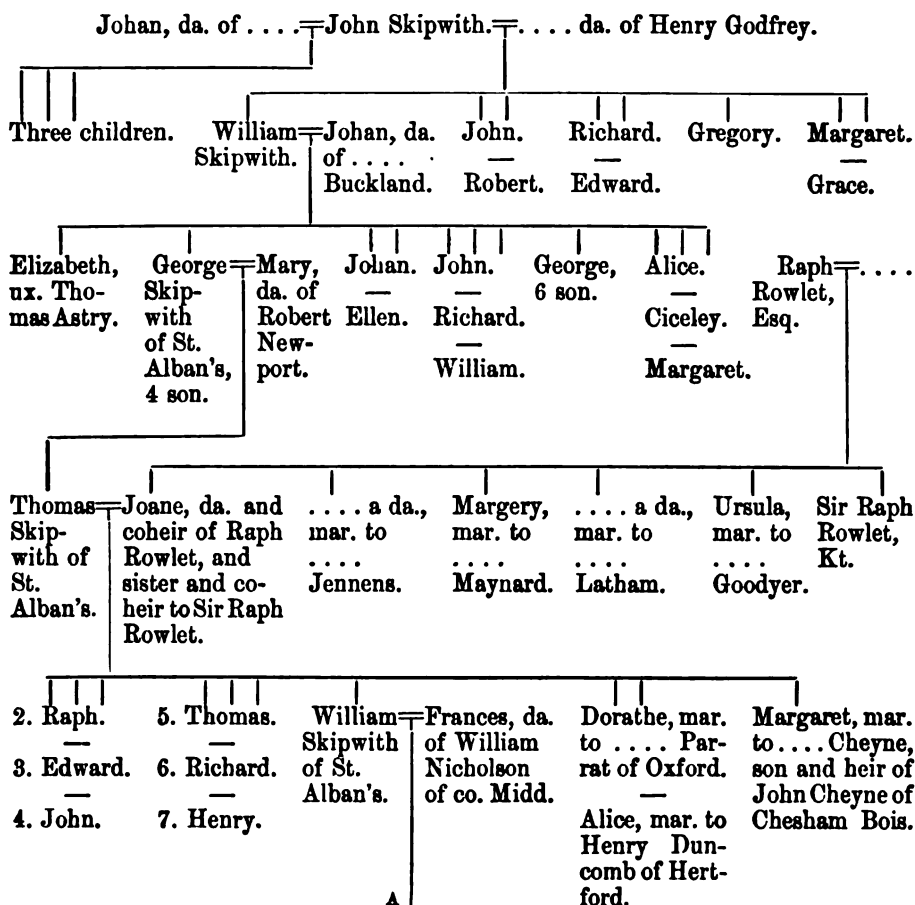 Johan, da. of . . . . John Skipwith. . . . . da. of Henry Godfrey.
Three children.
William
Skipwith.
Johan, da.
of . . . .
Buckland.
John.
—
Robert.
Richard.
—
Edward.
Gregory.
Margaret.
—
Grace.
Elizabeth,
ux. Tho-
mas Astry.
George
Skip-
with
of St.
Alban's,
4 son.
Mary,
da. of
Robert
New-
port.
Johan.
—
Ellen.
John.
—
Richard.
—
William.
George,
6 son.
Alice.
—
Ciceley.
—
Margaret.
Raph
Rowlet,
Esq.
. . . .
Thomas
Skip-
with of
St.
Alban's.
Joane, da. and
coheir of Raph
Rowlet, and
sister and co-
heir to Sir Raph
Rowlet.
. . . . a da.,
mar. to
. . . .
Jennens.
Margery,
mar. to
. . . .
Maynard.
. . . . a da.,
mar. to
. . . .
Latham.
Ursula,
mar. to
. . . .
Goodyer.
Sir Raph
Rowlet,
Kt.
2. Raph.
—
3. Edward.
—
4. John.
5. Thomas.
—
6. Richard.
—
7. Henry.
William
Skipwith
of St.
Alban's.
Frances, da.
of William
Nicholson
of co. Midd.
Dorathe, mar.
to . . . . Par-
rat of Oxford.
—
Alice, mar. to
Henry Dun-
comb of Hert-
ford.
Margaret, mar.
to . . . . Cheyne,
son and heir of
John Cheyne of
Chesham Bois.
A